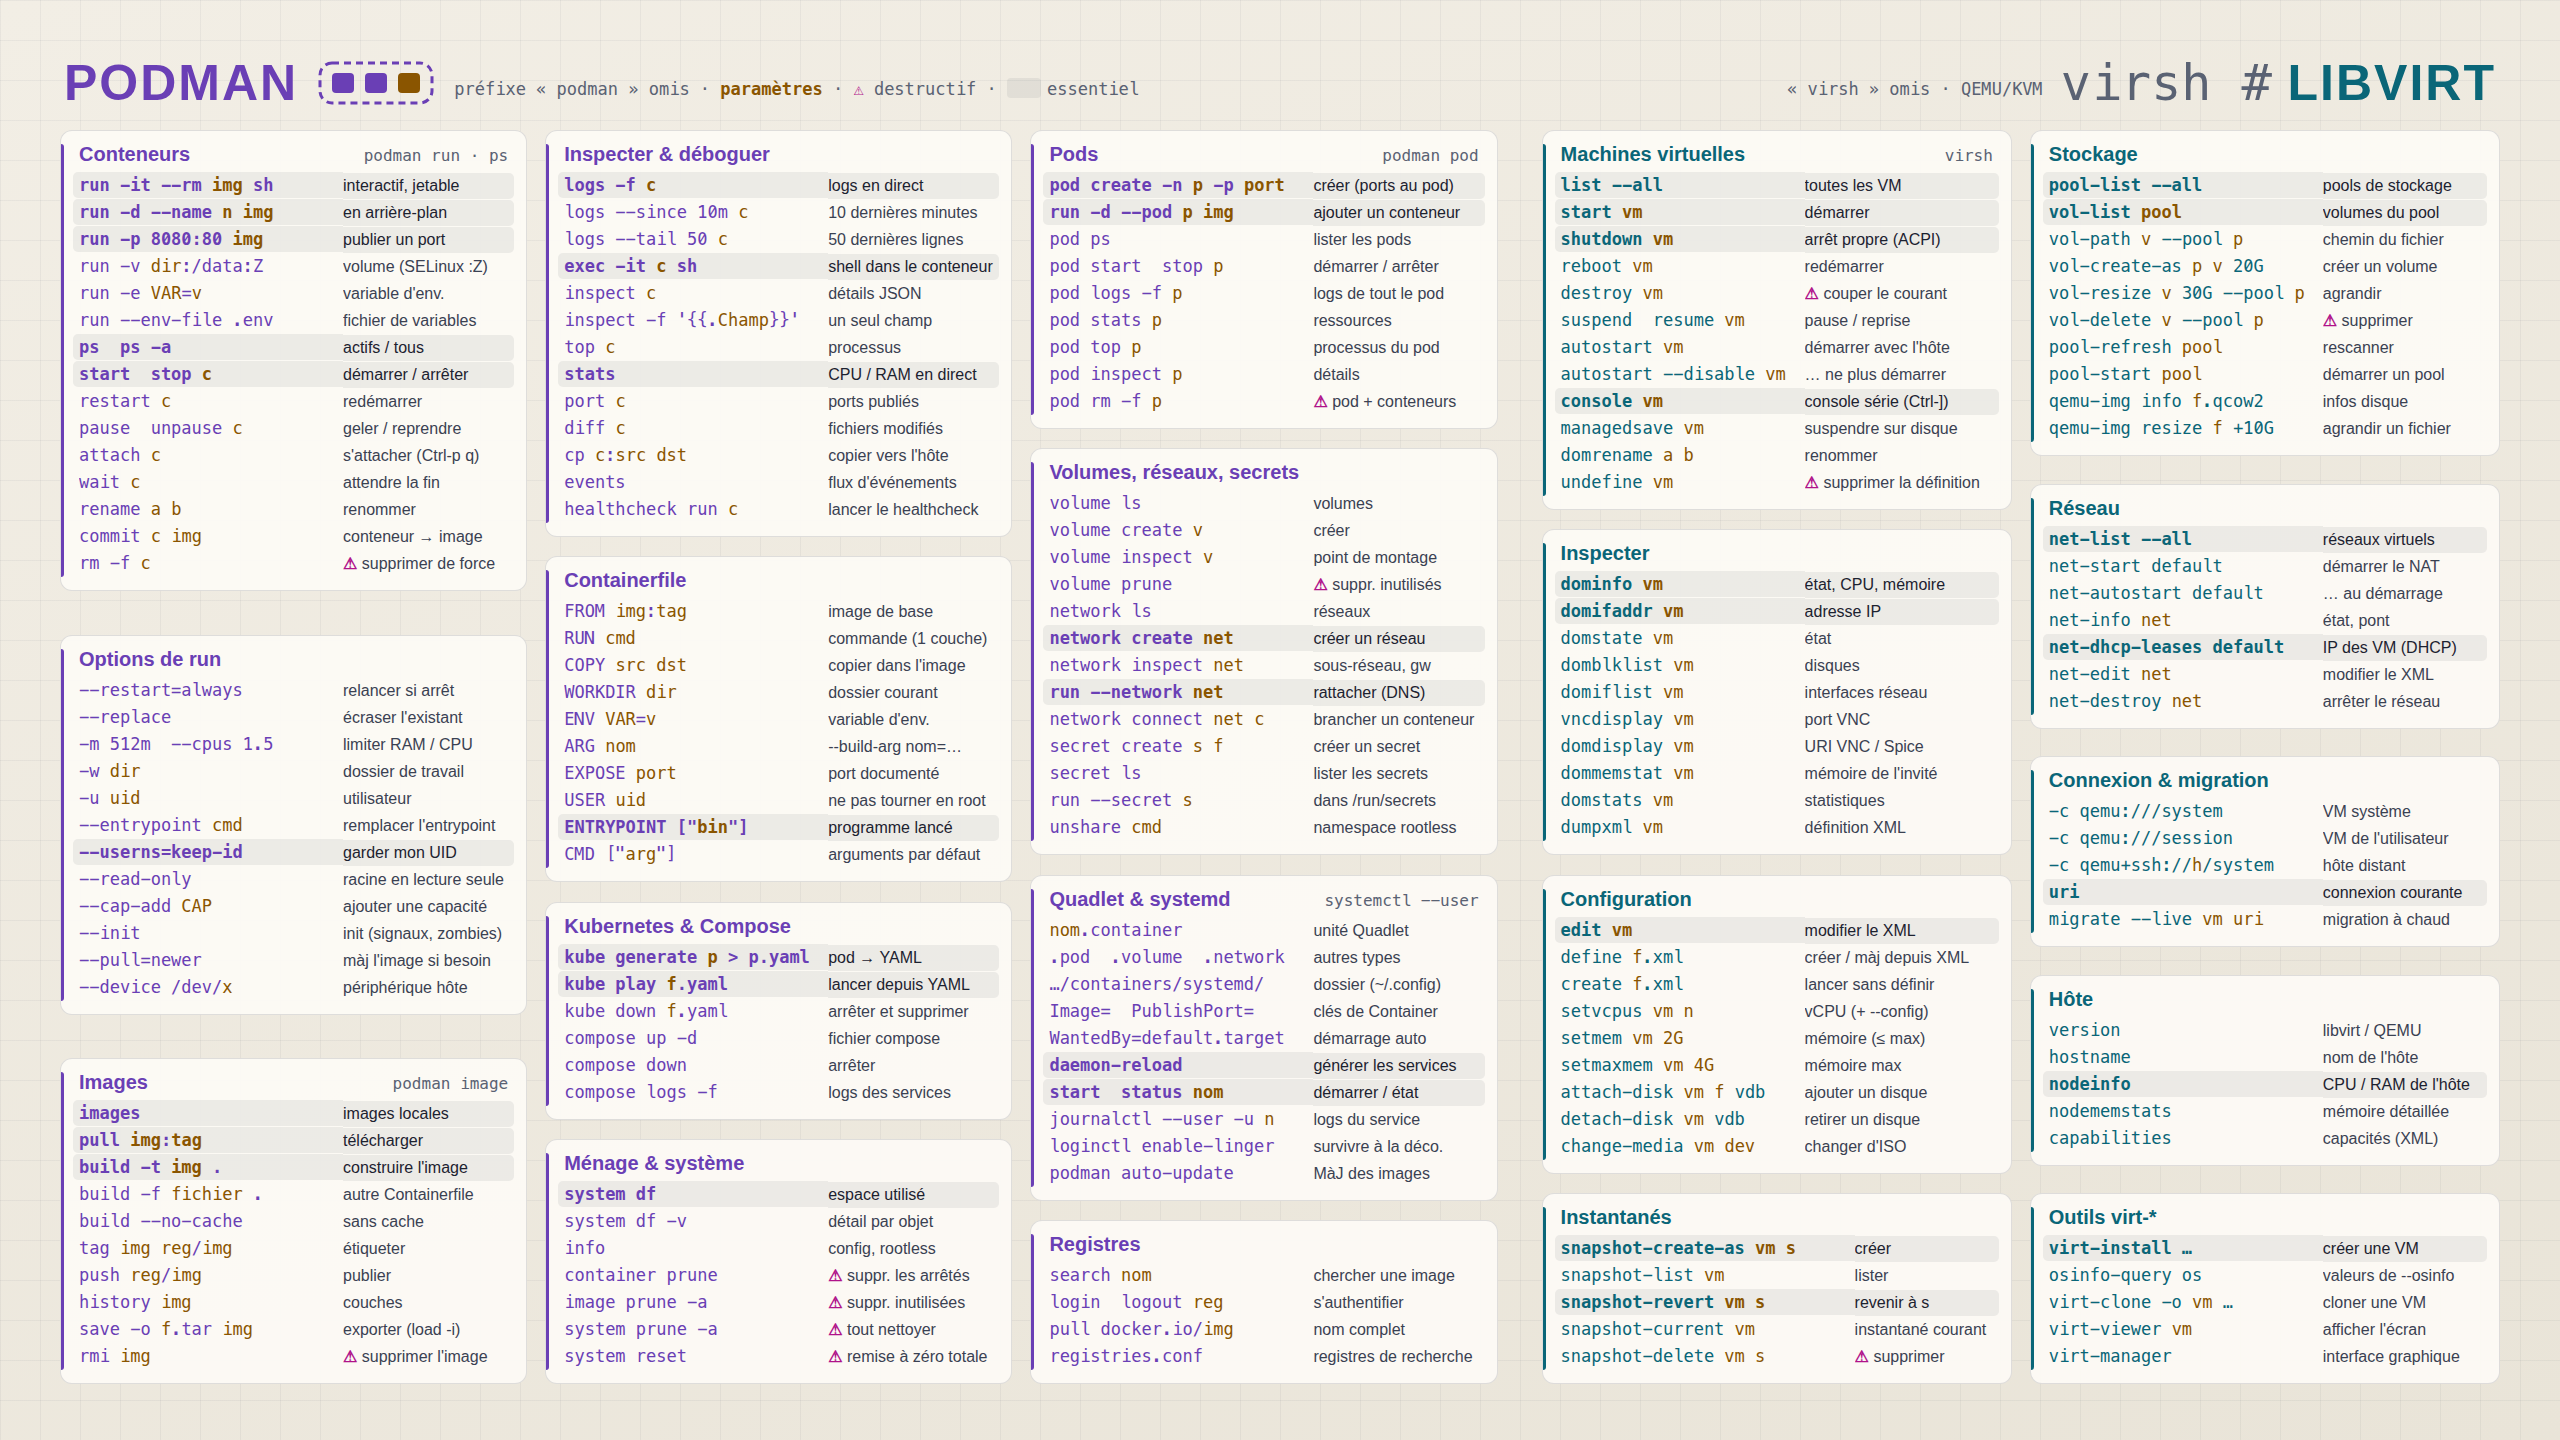 PODMAN
préfixe « podman » omis · paramètres · ⚠ destructif · essentiel
« virsh » omis · QEMU/KVM virsh # LIBVIRT
Conteneurs podman run · ps
run -it --rm img sh interactif, jetable
run -d --name n img en arrière-plan
run -p 8080:80 img publier un port
run -v dir:/data:Z volume (SELinux :Z)
run -e VAR=v variable d'env.
run --env-file .env fichier de variables
ps ps -a actifs / tous
start stop c démarrer / arrêter
restart c redémarrer
pause unpause c geler / reprendre
attach c s'attacher (Ctrl-p q)
wait c attendre la fin
rename a b renommer
commit c img conteneur → image
rm -f c ⚠ supprimer de force
Options de run
--restart=always relancer si arrêt
--replace écraser l'existant
-m 512m --cpus 1.5 limiter RAM / CPU
-w dir dossier de travail
-u uid utilisateur
--entrypoint cmd remplacer l'entrypoint
--userns=keep-id garder mon UID
--read-only racine en lecture seule
--cap-add CAP ajouter une capacité
--init init (signaux, zombies)
--pull=newer màj l'image si besoin
--device /dev/x périphérique hôte
Images podman image
images images locales
pull img:tag télécharger
build -t img . construire l'image
build -f fichier . autre Containerfile
build --no-cache sans cache
tag img reg/img étiqueter
push reg/img publier
history img couches
save -o f.tar img exporter (load -i)
rmi img ⚠ supprimer l'image
Inspecter & déboguer
logs -f c logs en direct
logs --since 10m c 10 dernières minutes
logs --tail 50 c 50 dernières lignes
exec -it c sh shell dans le conteneur
inspect c détails JSON
inspect -f '{{.Champ}}' un seul champ
top c processus
stats CPU / RAM en direct
port c ports publiés
diff c fichiers modifiés
cp c:src dst copier vers l'hôte
events flux d'événements
healthcheck run c lancer le healthcheck
Containerfile
FROM img:tag image de base
RUN cmd commande (1 couche)
COPY src dst copier dans l'image
WORKDIR dir dossier courant
ENV VAR=v variable d'env.
ARG nom --build-arg nom=…
EXPOSE port port documenté
USER uid ne pas tourner en root
ENTRYPOINT ["bin"] programme lancé
CMD ["arg"] arguments par défaut
Kubernetes & Compose
kube generate p > p.yaml pod → YAML
kube play f.yaml lancer depuis YAML
kube down f.yaml arrêter et supprimer
compose up -d fichier compose
compose down arrêter
compose logs -f logs des services
Ménage & système
system df espace utilisé
system df -v détail par objet
info config, rootless
container prune ⚠ suppr. les arrêtés
image prune -a ⚠ suppr. inutilisées
system prune -a ⚠ tout nettoyer
system reset ⚠ remise à zéro totale
Pods podman pod
pod create -n p -p port créer (ports au pod)
run -d --pod p img ajouter un conteneur
pod ps lister les pods
pod start stop p démarrer / arrêter
pod logs -f p logs de tout le pod
pod stats p ressources
pod top p processus du pod
pod inspect p détails
pod rm -f p ⚠ pod + conteneurs
Volumes, réseaux, secrets
volume ls volumes
volume create v créer
volume inspect v point de montage
volume prune ⚠ suppr. inutilisés
network ls réseaux
network create net créer un réseau
network inspect net sous-réseau, gw
run --network net rattacher (DNS)
network connect net c brancher un conteneur
secret create s f créer un secret
secret ls lister les secrets
run --secret s dans /run/secrets
unshare cmd namespace rootless
Quadlet & systemd systemctl --user
nom.container unité Quadlet
.pod .volume .network autres types
…/containers/systemd/ dossier (~/.config)
Image= PublishPort= clés de Container
WantedBy=default.target démarrage auto
daemon-reload générer les services
start status nom démarrer / état
journalctl --user -u n logs du service
loginctl enable-linger survivre à la déco.
podman auto-update MàJ des images
Registres
search nom chercher une image
login logout reg s'authentifier
pull docker.io/img nom complet
registries.conf registres de recherche
Machines virtuelles virsh
list --all toutes les VM
start vm démarrer
shutdown vm arrêt propre (ACPI)
reboot vm redémarrer
destroy vm ⚠ couper le courant
suspend resume vm pause / reprise
autostart vm démarrer avec l'hôte
autostart --disable vm … ne plus démarrer
console vm console série (Ctrl-])
managedsave vm suspendre sur disque
domrename a b renommer
undefine vm ⚠ supprimer la définition
Inspecter
dominfo vm état, CPU, mémoire
domifaddr vm adresse IP
domstate vm état
domblklist vm disques
domiflist vm interfaces réseau
vncdisplay vm port VNC
domdisplay vm URI VNC / Spice
dommemstat vm mémoire de l'invité
domstats vm statistiques
dumpxml vm définition XML
Configuration
edit vm modifier le XML
define f.xml créer / màj depuis XML
create f.xml lancer sans définir
setvcpus vm n vCPU (+ --config)
setmem vm 2G mémoire (≤ max)
setmaxmem vm 4G mémoire max
attach-disk vm f vdb ajouter un disque
detach-disk vm vdb retirer un disque
change-media vm dev changer d'ISO
Instantanés
snapshot-create-as vm s créer
snapshot-list vm lister
snapshot-revert vm s revenir à s
snapshot-current vm instantané courant
snapshot-delete vm s ⚠ supprimer
Stockage
pool-list --all pools de stockage
vol-list pool volumes du pool
vol-path v --pool p chemin du fichier
vol-create-as p v 20G créer un volume
vol-resize v 30G --pool p agrandir
vol-delete v --pool p ⚠ supprimer
pool-refresh pool rescanner
pool-start pool démarrer un pool
qemu-img info f.qcow2 infos disque
qemu-img resize f +10G agrandir un fichier
Réseau
net-list --all réseaux virtuels
net-start default démarrer le NAT
net-autostart default … au démarrage
net-info net état, pont
net-dhcp-leases default IP des VM (DHCP)
net-edit net modifier le XML
net-destroy net arrêter le réseau
Connexion & migration
-c qemu:///system VM système
-c qemu:///session VM de l'utilisateur
-c qemu+ssh://h/system hôte distant
uri connexion courante
migrate --live vm uri migration à chaud
Hôte
version libvirt / QEMU
hostname nom de l'hôte
nodeinfo CPU / RAM de l'hôte
nodememstats mémoire détaillée
capabilities capacités (XML)
Outils virt-*
virt-install … créer une VM
osinfo-query os valeurs de --osinfo
virt-clone -o vm … cloner une VM
virt-viewer vm afficher l'écran
virt-manager interface graphique